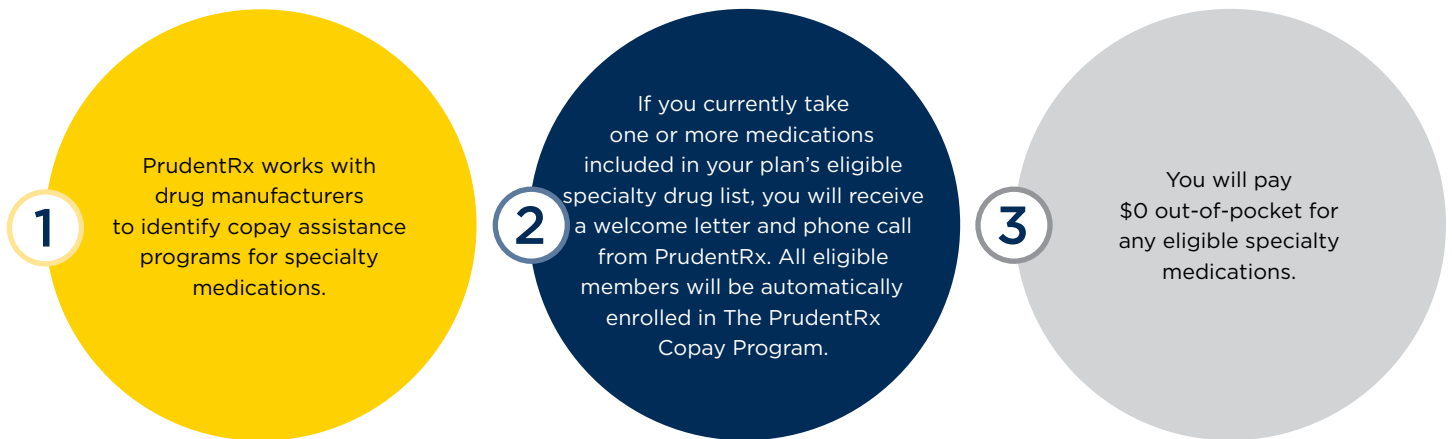 1
PrudentRx works with
drug manufacturers
to identify copay assistance
programs for specialty
medications.
2
If you currently take
one or more medications
included in your plan’s eligible
specialty drug list, you will receive
a welcome letter and phone call
from PrudentRx. All eligible
members will be automatically
enrolled in The PrudentRx
Copay Program.
3
You will pay
$0 out-of-pocket for
any eligible specialty
medications.